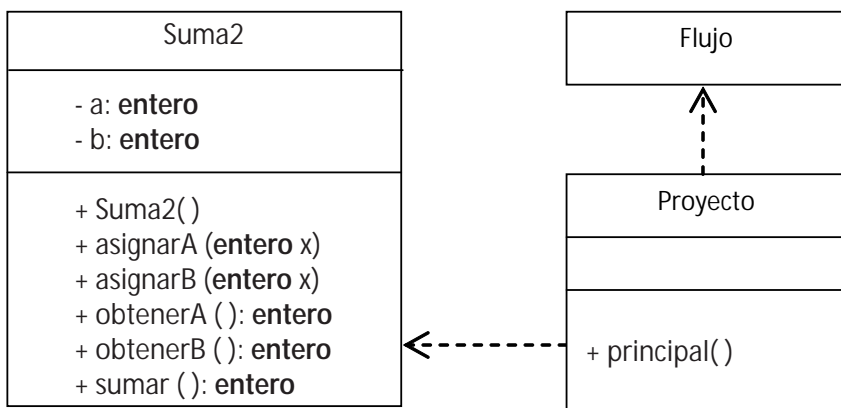 Suma2
- a: entero
- b: entero
+ Suma2( )
+ asignarA (entero x)
+ asignarB (entero x)
+ obtenerA ( ): entero
+ obtenerB ( ): entero
+ sumar ( ): entero
Flujo
Proyecto
+ principal( )